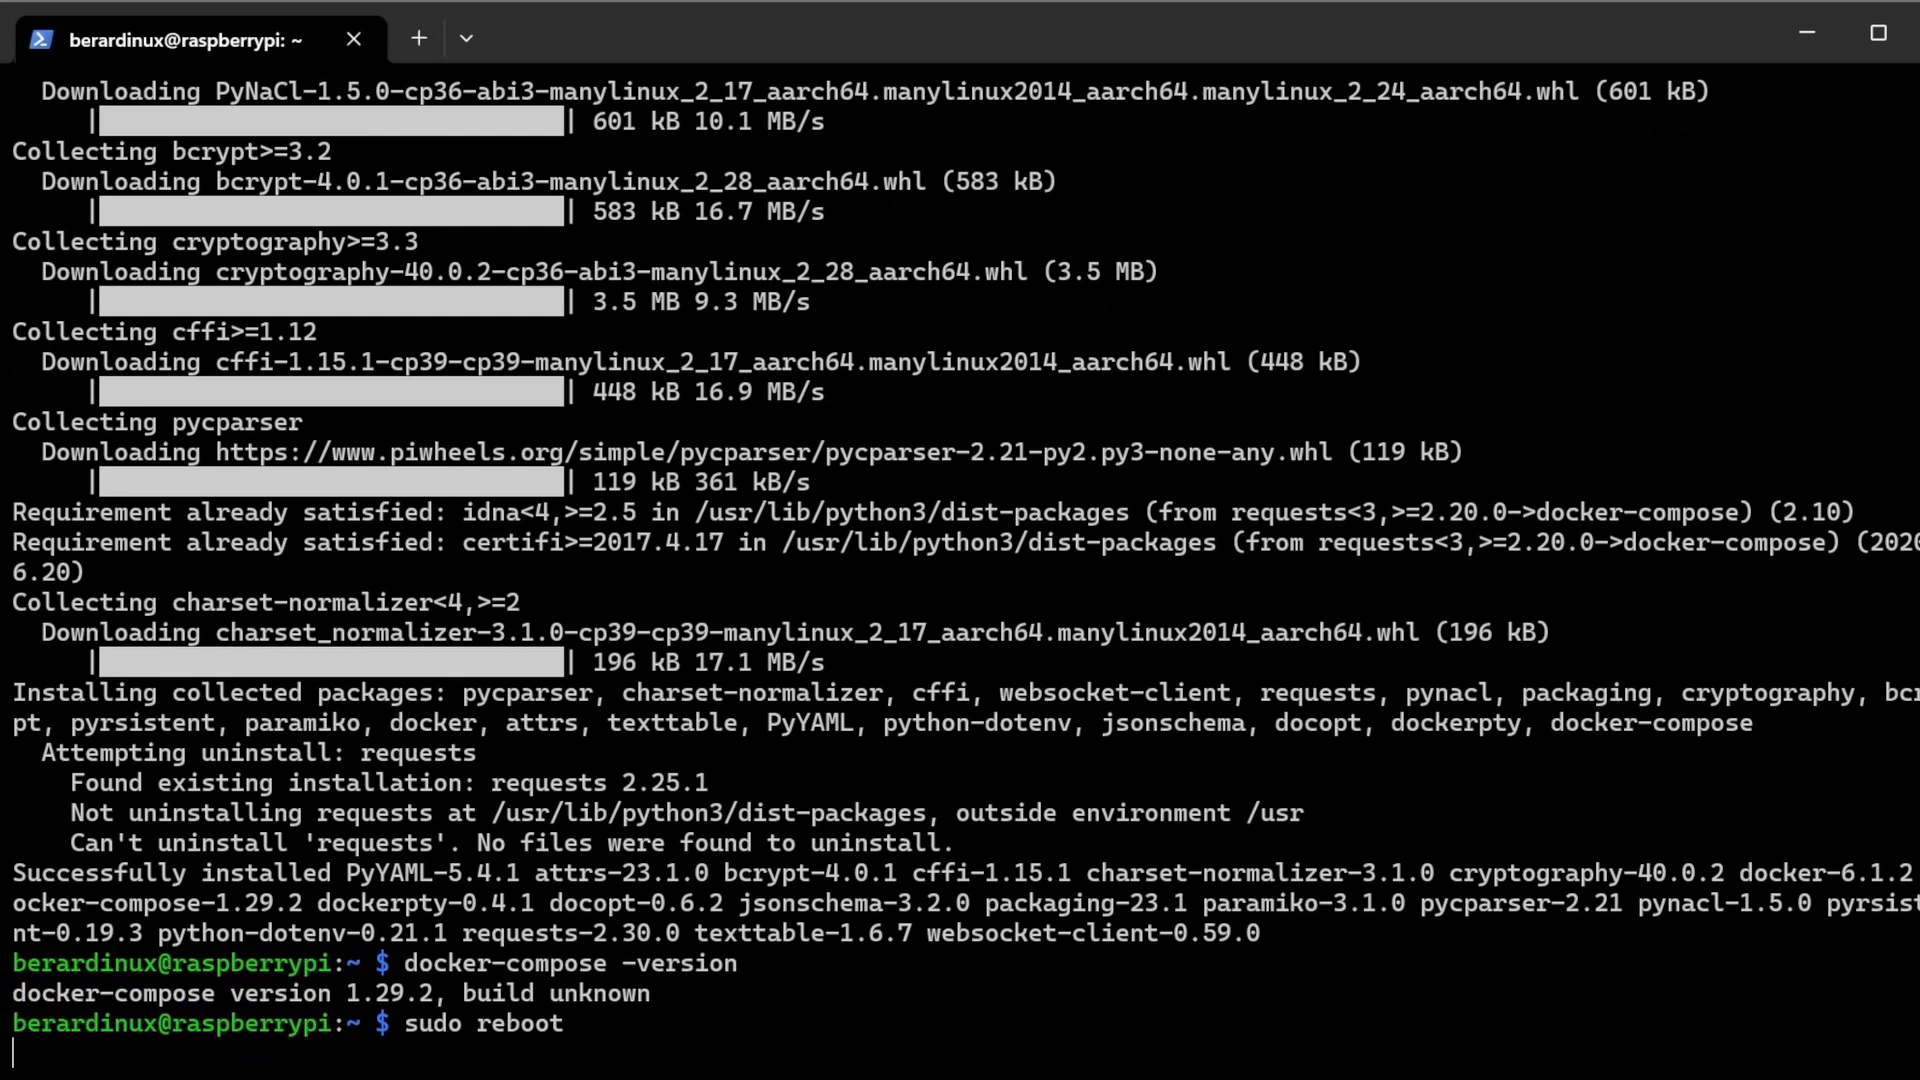 berardinux@raspberrypi: ~
Downloading PyNaCl-1.5.0-cp36-abi3-manylinux_2_17_aarch64.manylinux2014_aarch64.manylinux_2_24_aarch64.whl (601 kB)
| | 601 kB 10.1 MB/s
Collecting bcrypt>=3.2
Downloading bcrypt-4.0.1-cp36-abi3-manylinux_2_28_aarch64.whl (583 kB)
| | 583 kB 16.7 MB/s
Collecting cryptography>=3.3
Downloading cryptography-40.0.2-cp36-abi3-manylinux_2_28_aarch64.whl (3.5 MB)
| | 3.5 MB 9.3 MB/s
Collecting cffi>=1.12
Downloading cffi-1.15.1-cp39-cp39-manylinux_2_17_aarch64.manylinux2014_aarch64.whl (448 kB)
| | 448 kB 16.9 MB/s
Collecting pycparser
Downloading https://www.piwheels.org/simple/pycparser/pycparser-2.21-py2.py3-none-any.whl (119 kB)
| | 119 kB 361 kB/s
Requirement already satisfied: idna<4,>=2.5 in /usr/lib/python3/dist-packages (from requests<3,>=2.20.0->docker-compose) (2.10)
Requirement already satisfied: certifi>=2017.4.17 in /usr/lib/python3/dist-packages (from requests<3,>=2.20.0->docker-compose) (2020
6.20)
Collecting charset-normalizer<4,>=2
Downloading charset_normalizer-3.1.0-cp39-cp39-manylinux_2_17_aarch64.manylinux2014_aarch64.whl (196 kB)
| | 196 kB 17.1 MB/s
Installing collected packages: pycparser, charset-normalizer, cffi, websocket-client, requests, pynacl, packaging, cryptography, bcr
pt, pyrsistent, paramiko, docker, attrs, texttable, PyYAML, python-dotenv, jsonschema, docopt, dockerpty, docker-compose
Attempting uninstall: requests
Found existing installation: requests 2.25.1
Not uninstalling requests at /usr/lib/python3/dist-packages, outside environment /usr
Can't uninstall 'requests'. No files were found to uninstall.
Successfully installed PyYAML-5.4.1 attrs-23.1.0 bcrypt-4.0.1 cffi-1.15.1 charset-normalizer-3.1.0 cryptography-40.0.2 docker-6.1.2
ocker-compose-1.29.2 dockerpty-0.4.1 docopt-0.6.2 jsonschema-3.2.0 packaging-23.1 paramiko-3.1.0 pycparser-2.21 pynacl-1.5.0 pyrsist
nt-0.19.3 python-dotenv-0.21.1 requests-2.30.0 texttable-1.6.7 websocket-client-0.59.0
berardinux@raspberrypi:~ $ docker-compose -version
docker-compose version 1.29.2, build unknown
berardinux@raspberrypi:~ $ sudo reboot